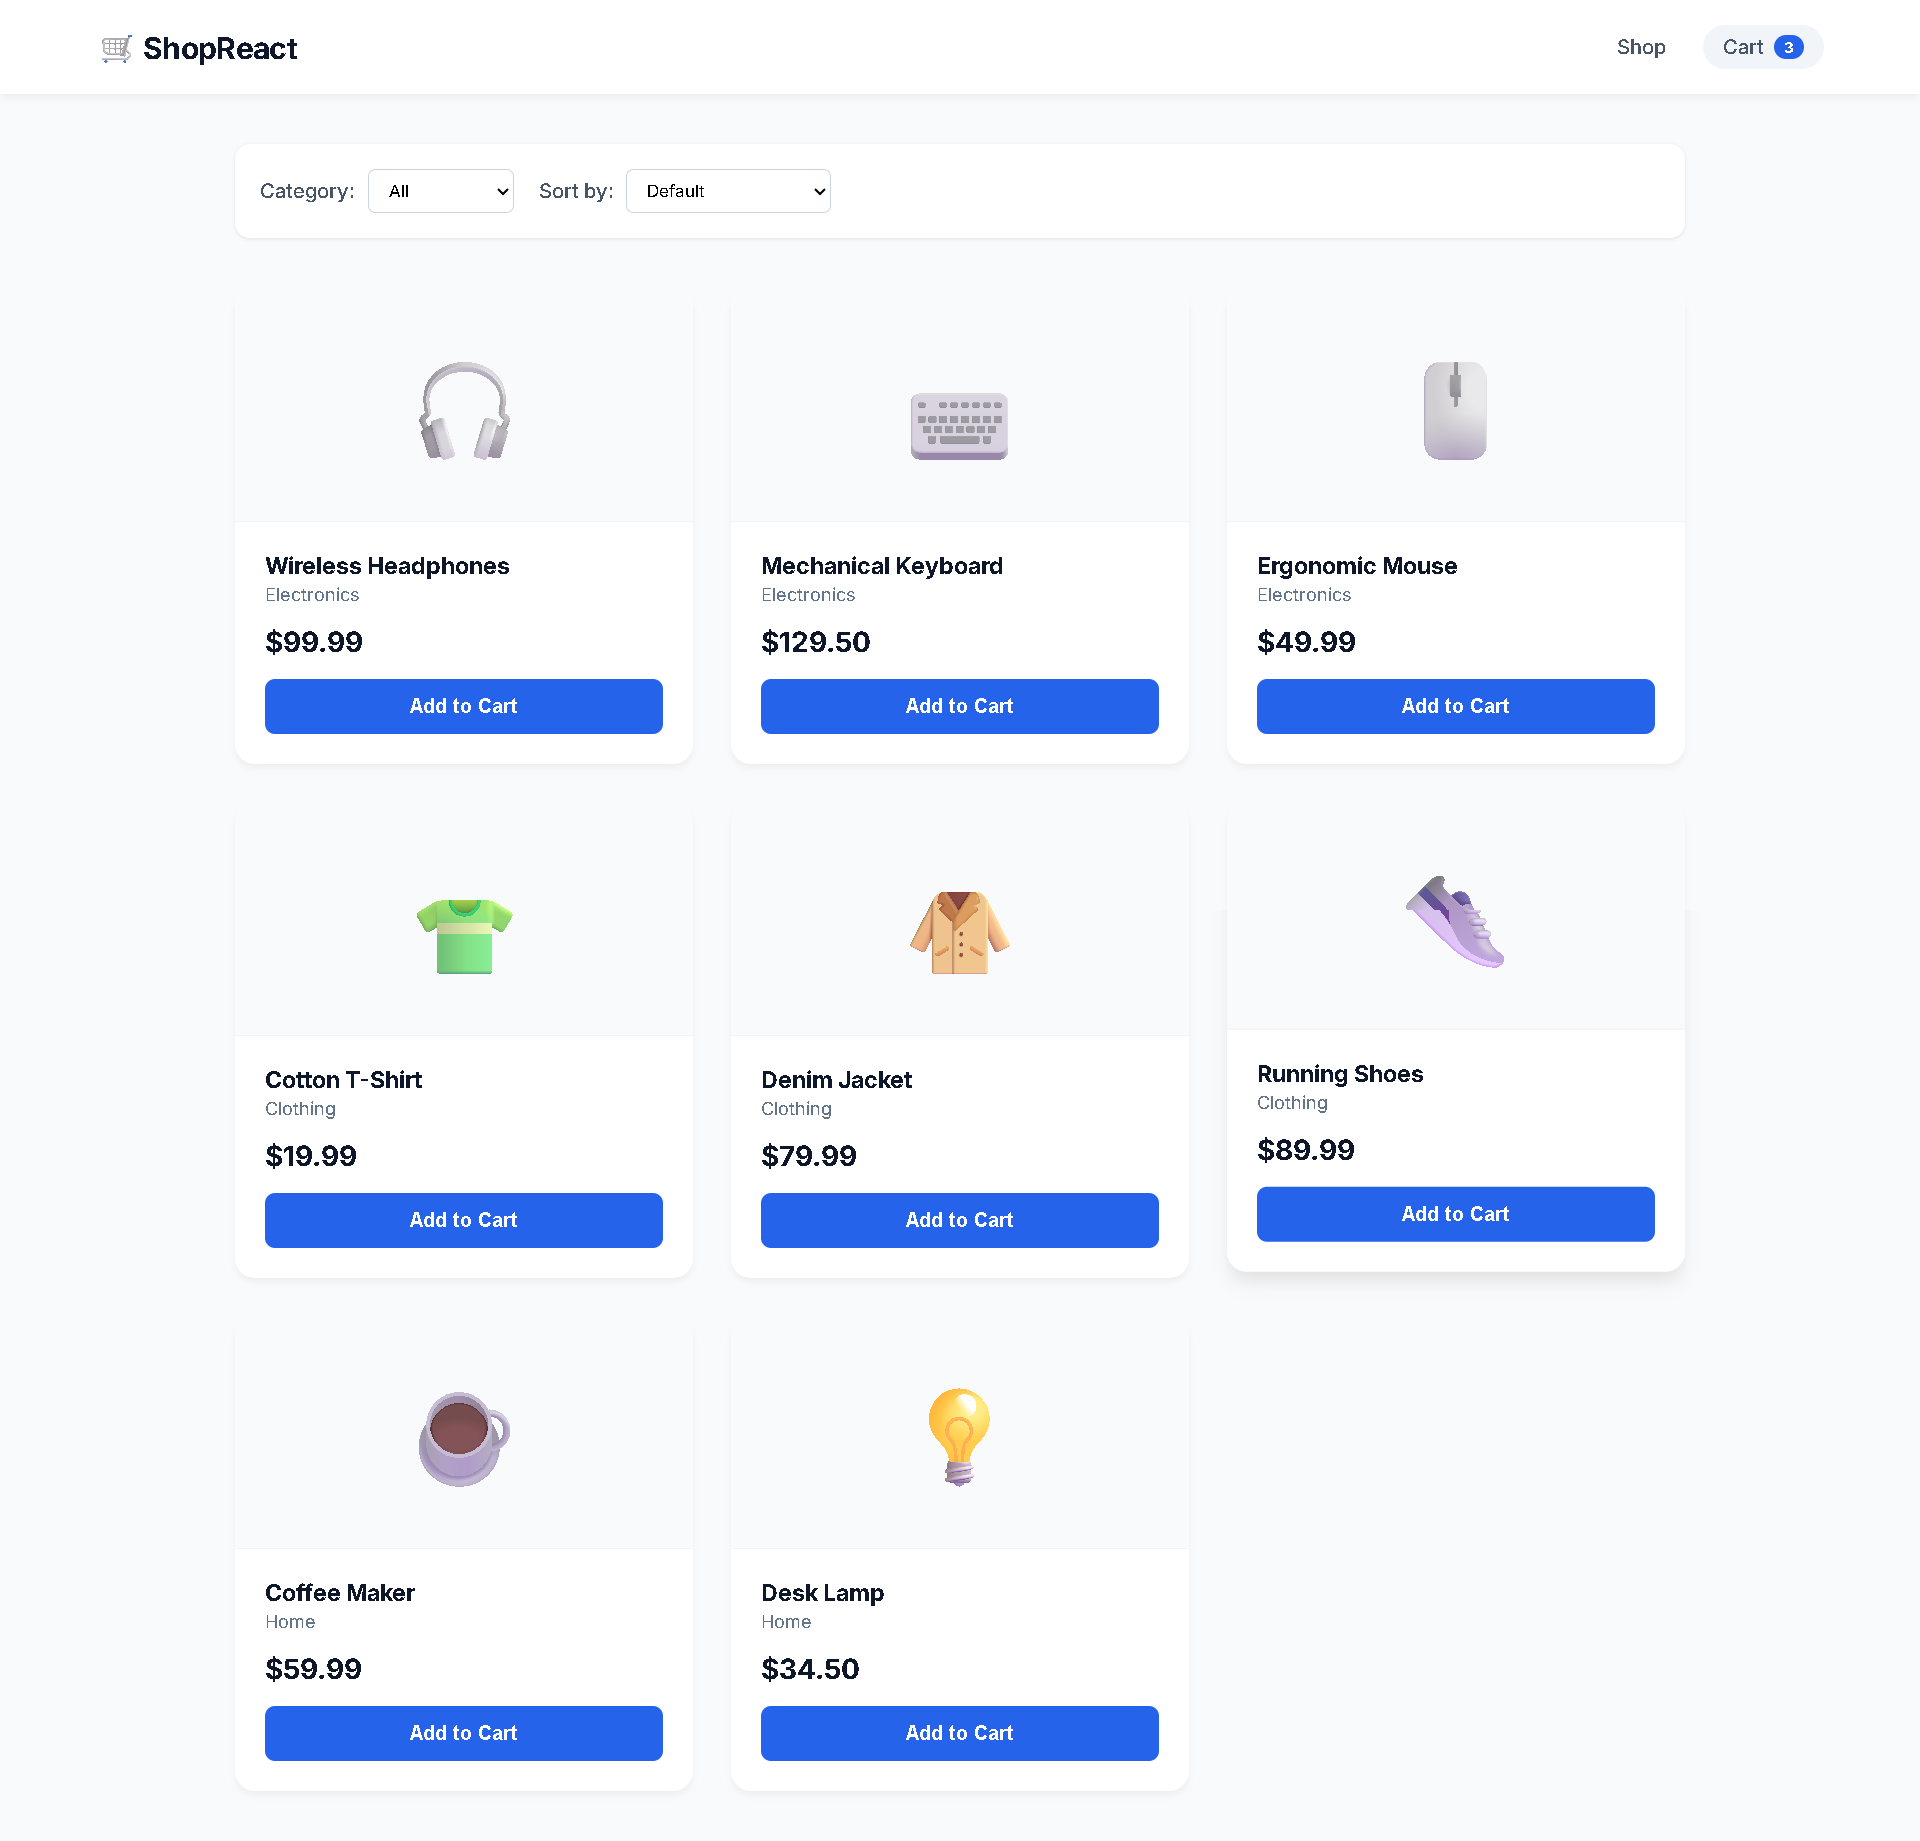 ShopReact
Shop
Cart 3
Category: All
Sort by: Default
Wireless Headphones
Electronics
$99.99
Add to Cart
Mechanical Keyboard
Electronics
$129.50
Add to Cart
Ergonomic Mouse
Electronics
$49.99
Add to Cart
Cotton T-Shirt
Clothing
$19.99
Add to Cart
Denim Jacket
Clothing
$79.99
Add to Cart
Running Shoes
Clothing
$89.99
Add to Cart
Coffee Maker
Home
$59.99
Add to Cart
Desk Lamp
Home
$34.50
Add to Cart